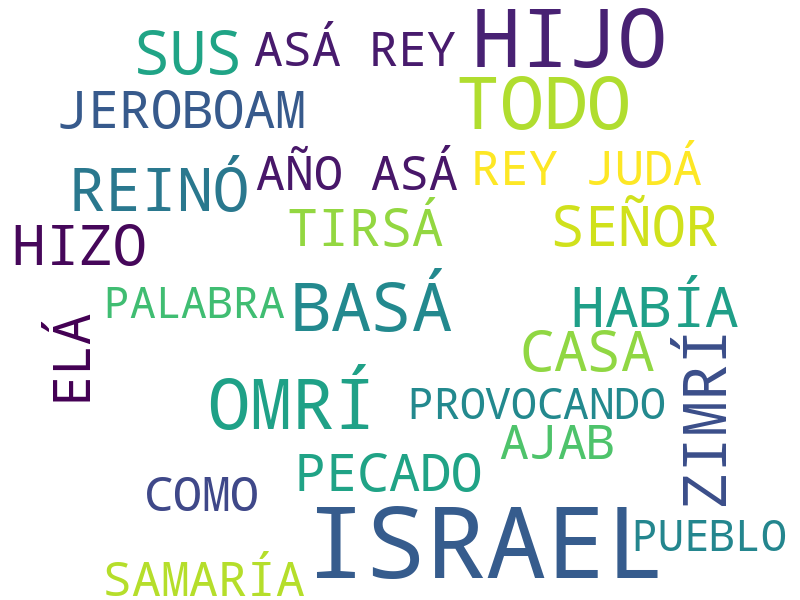 HIJO
SUS
ASÁ REY
TODO
JEROBOAM
REINÓ
AÑO ASÁ
REY JUDÁ
HIZO
TIRSÁ
SEÑOR
PALABRA
BASÁ
HABÍA
ELÁ
CASA
ZIMRÍ
OMRÍ
PROVOCANDO
AJAB
PECADO
COMO
ISRAEL
PUEBLO
SAMARÍA